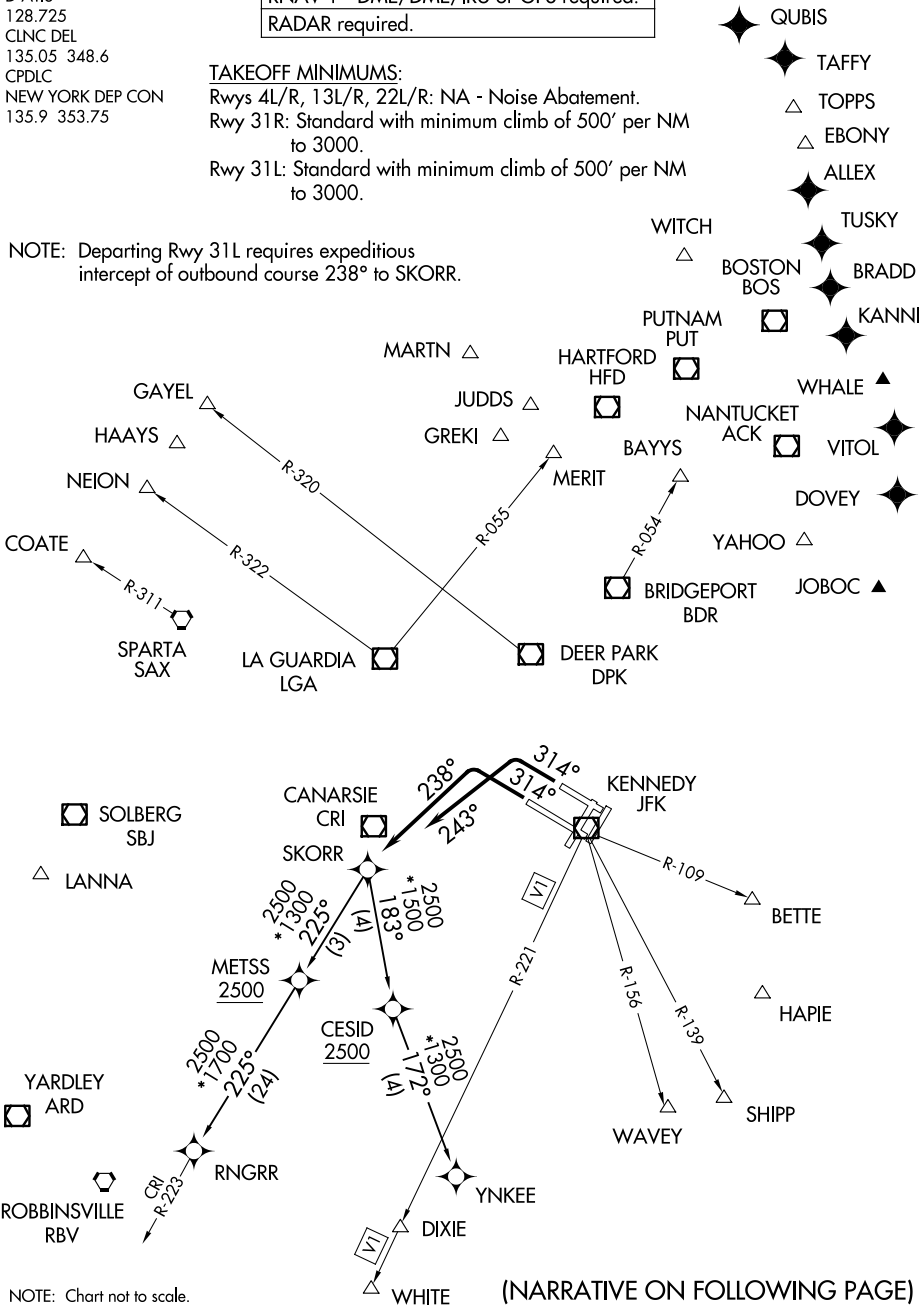 128.725
CLNC DEL
135.05 348.6
CPDLC
NEW YORK DEP CON
135.9 353.75
RADAR required.
TAKEOFF MINIMUMS:
Rwys 4L/R, 13L/R, 22L/R: NA - Noise Abatement.
Rwy 31R: Standard with minimum climb of 500' per NM
to 3000.
Rwy 31L: Standard with minimum climb of 500' per NM
to 3000.
NOTE: Departing Rwy 31L requires expeditious
intercept of outbound course 238° to SKORR.
QUBIS
TAFFY
TOPPS
EBONY
ALLEX
TUSKY
WITCH
BOSTON
BOS
BRADD
KANNI
PUTNAM
PUT
MARTN
HARTFORD
HFD
WHALE
GAYEL
JUDDS
NANTUCKET
ACK
HAAYS
GREKI
BAYYS
VITOL
NEION
R-320
MERIT
DOVEY
R-055
R-054
COATE
R-322
YAHOO
R-311
BRIDGEPORT
BDR
JOBOC
SPARTA
SAX
LA GUARDIA
LGA
DEER PARK
DPK
314°
238°
314°
KENNEDY
JFK
CANARSIE
CRI
243°
SOLBERG
SBJ
SKORR
LANNA
R-109
V1
BETTE
2500
*1300
225°
(3)
2500
*1500
183°
(4)
R-221
METSS
2500
R-156
HAPIE
CESID
2500
R-139
2500
*1700
225°
(24)
2500
*1300
172°
(4)
YARDLEY
ARD
SHIPP
WAVEY
RNGRR
CRI
R-223
YNKEE
ROBBINSVILLE
RBV
DIXIE
V1
WHITE
NOTE: Chart not to scale.
(NARRATIVE ON FOLLOWING PAGE)